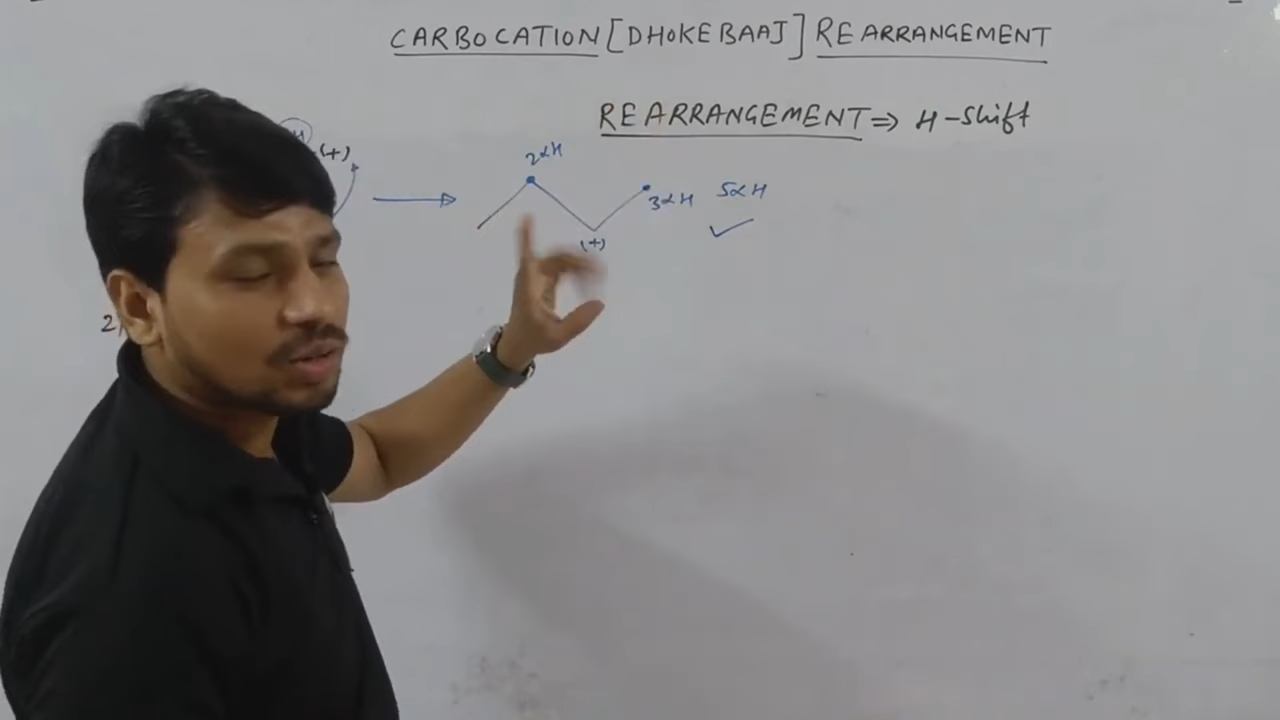 CARBOCATION [DHOKEBAAJ] REARRANGEMENT
REARRANGEMENT ⇒ H-Shift
H
(+)
2αH
3αH
5αH
(+)
2)